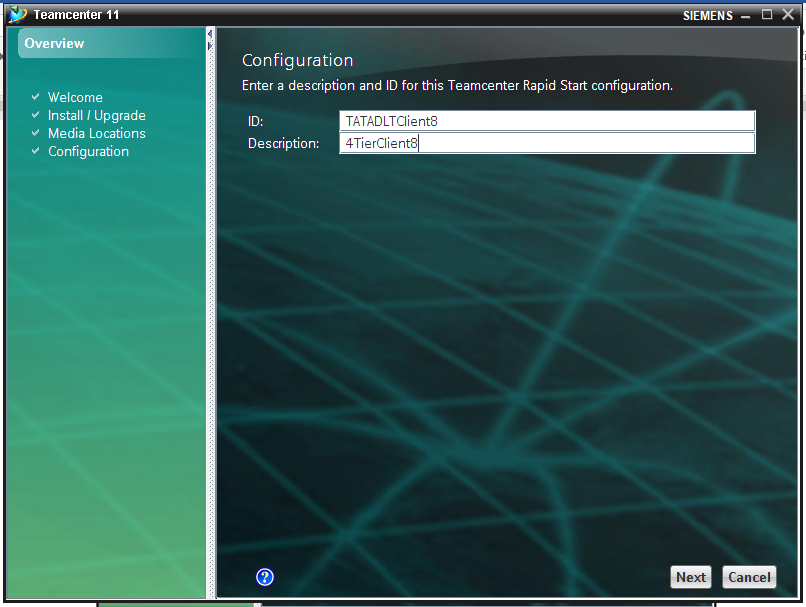 Teamcenter 11
SIEMENS
Overview
Welcome
Install / Upgrade
Media Locations
Configuration
Configuration
Enter a description and ID for this Teamcenter Rapid Start configuration.
ID: TATADLTClient8
Description: 4TierClient8
?
Next Cancel